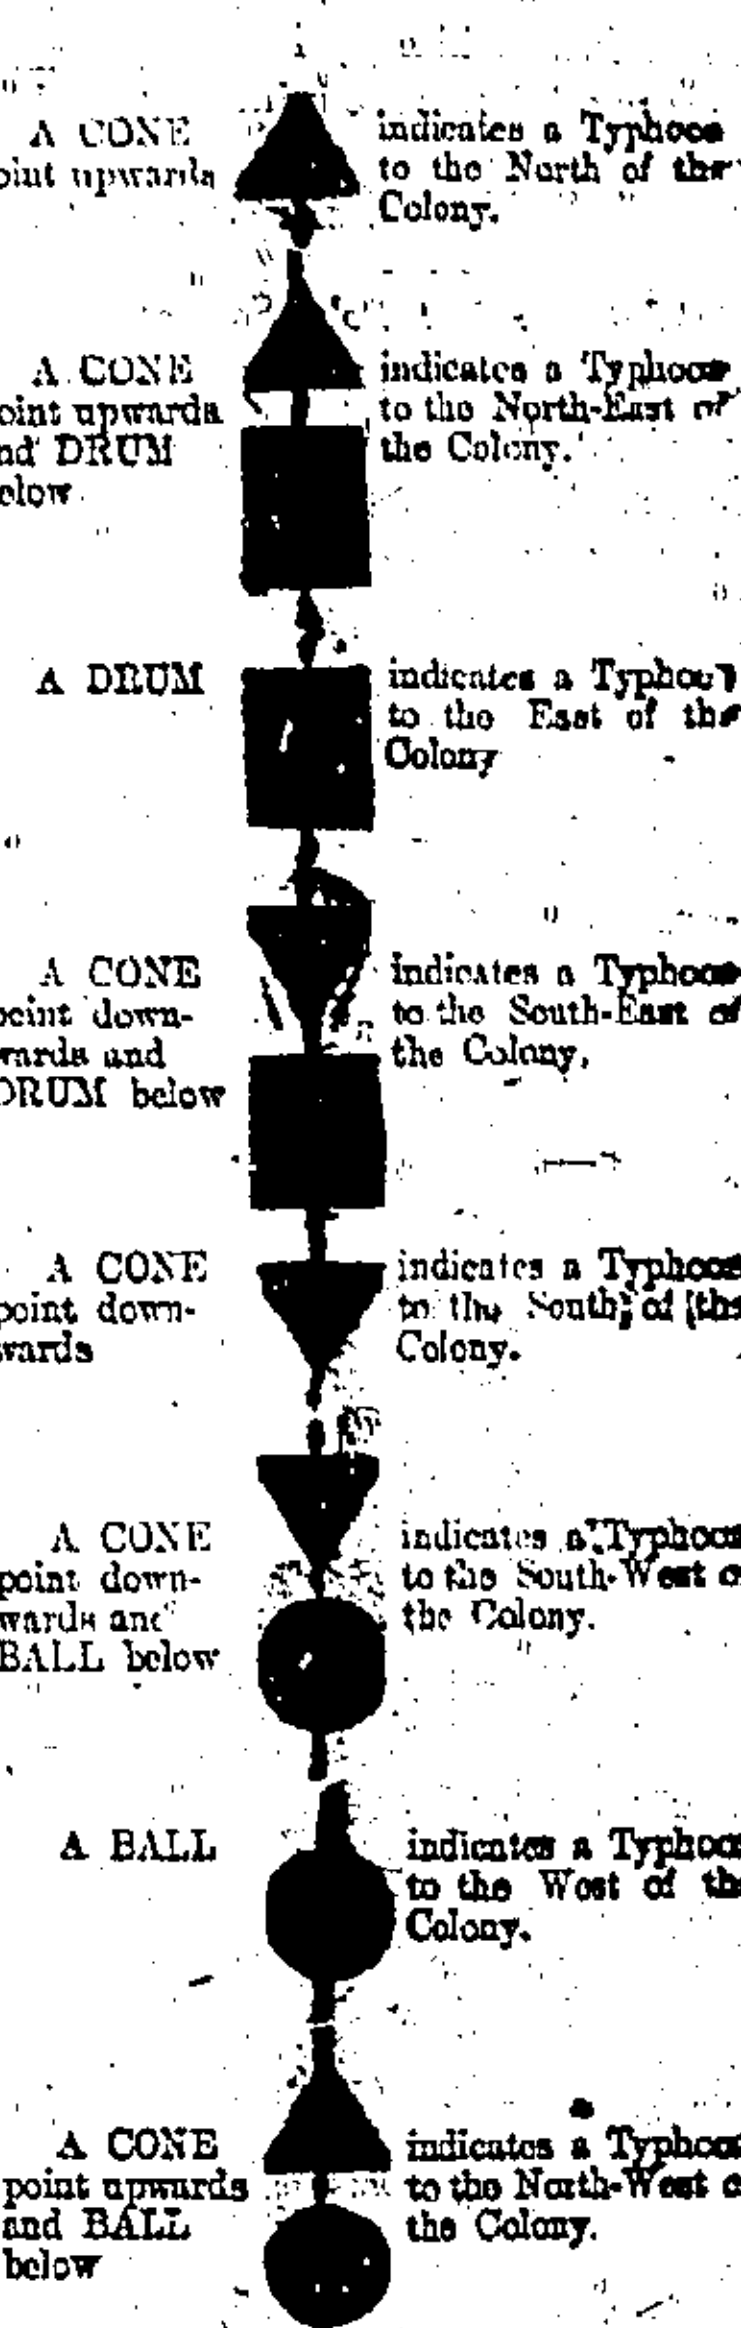 A CONE
point upwards
indicates a Typhoon
to the North of the
Colony.
A CONE
point upwards
and DRUM
below
indicates a Typhoon
to the North-East of
the Colony.
A DRUM
indicates a Typhoon
to the East of the
Colony
A CONE
point down-
wards and
DRUM below
indicates a Typhoon
to the South-East of
the Colony.
A CONE
point down-
wards
indicates a Typhoon
to the South of the
Colony.
A CONE
point down-
wards and
BALL below
indicates a Typhoon
to the South-West o
the Colony.
A BALL
indicates a Typhoon
to the West of the
Colony.
A CONE
point upwards
and BALL
below
indicates a Typhoon
to the North-West o
the Colony.